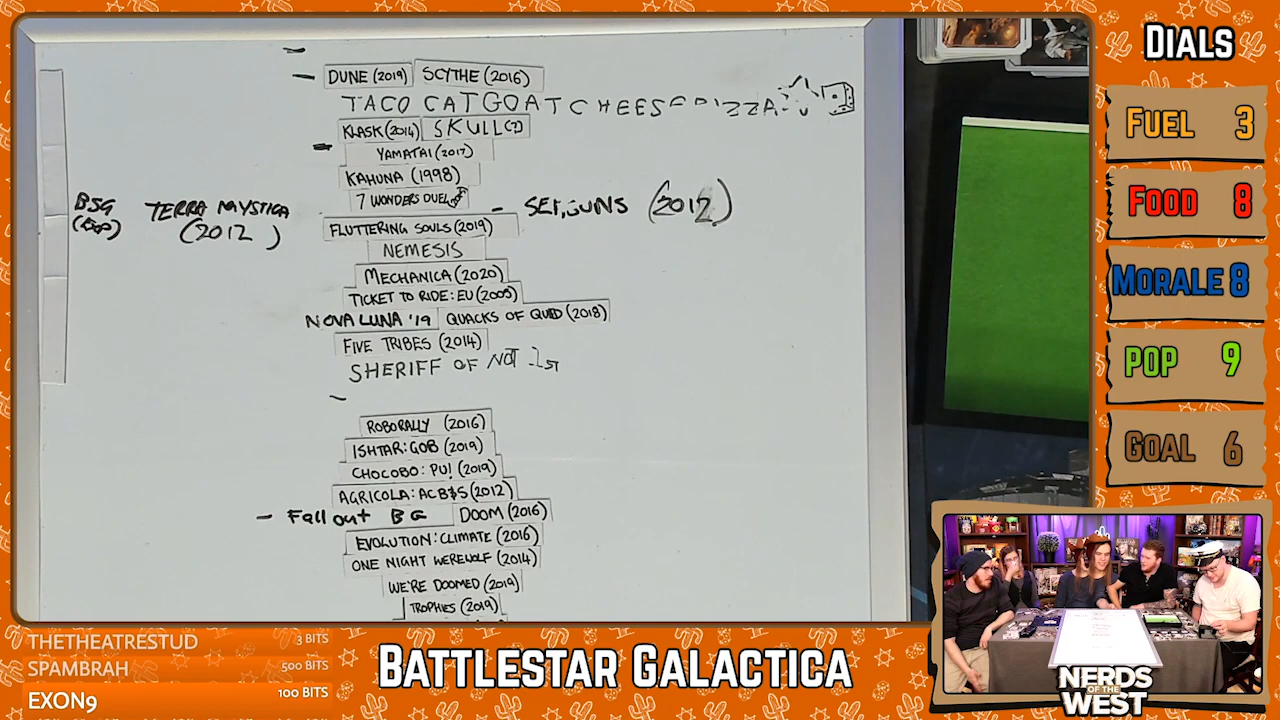 DUNE (2019) SCYTHE (2016)
TACO CAT GOAT CHEESE PIZZA
KLASK (2014) SKULL (?)
YAMATAI (2017)
KAHUNA (1998)
7 WONDERS DUEL
BSG (Exp) TERRA MYSTICA (2012)
(2012)
FLUTTERING SOULS (2019)
NEMESIS
MECHANICA (2020)
TICKET TO RIDE: EU (2005)
NOVA LUNA '19 QUACKS OF QUED (2018)
FIVE TRIBES (2014)
SHERIFF OF NOT 1st
ROBORALLY (2016)
ISHTAR: GOB (2019)
CHOCOBO: PU! (2019)
AGRICOLA: ACB&S (2012)
Fallout BG DOOM (2016)
EVOLUTION: CLIMATE (2016)
ONE NIGHT WEREWOLF (2014)
WE'RE DOOMED (2019)
TROPHIES (2019)
DIALS
FUEL 3
FOOD 8
MORALE 8
POP 9
GOAL 6
THETHEATRESTUD 3 BITS
SPAMBRAH 500 BITS
EXON9 100 BITS
BATTLESTAR GALACTICA
NERDS
OF THE
WEST